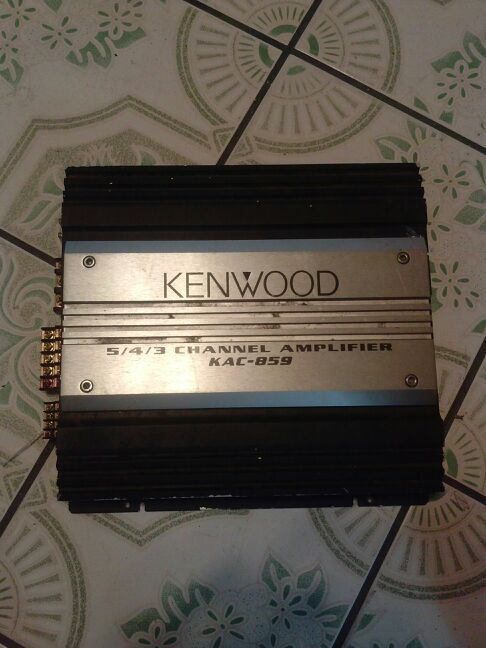 KENWOOD
5/4/3 CHANNEL AMPLIFIER
KAC-859